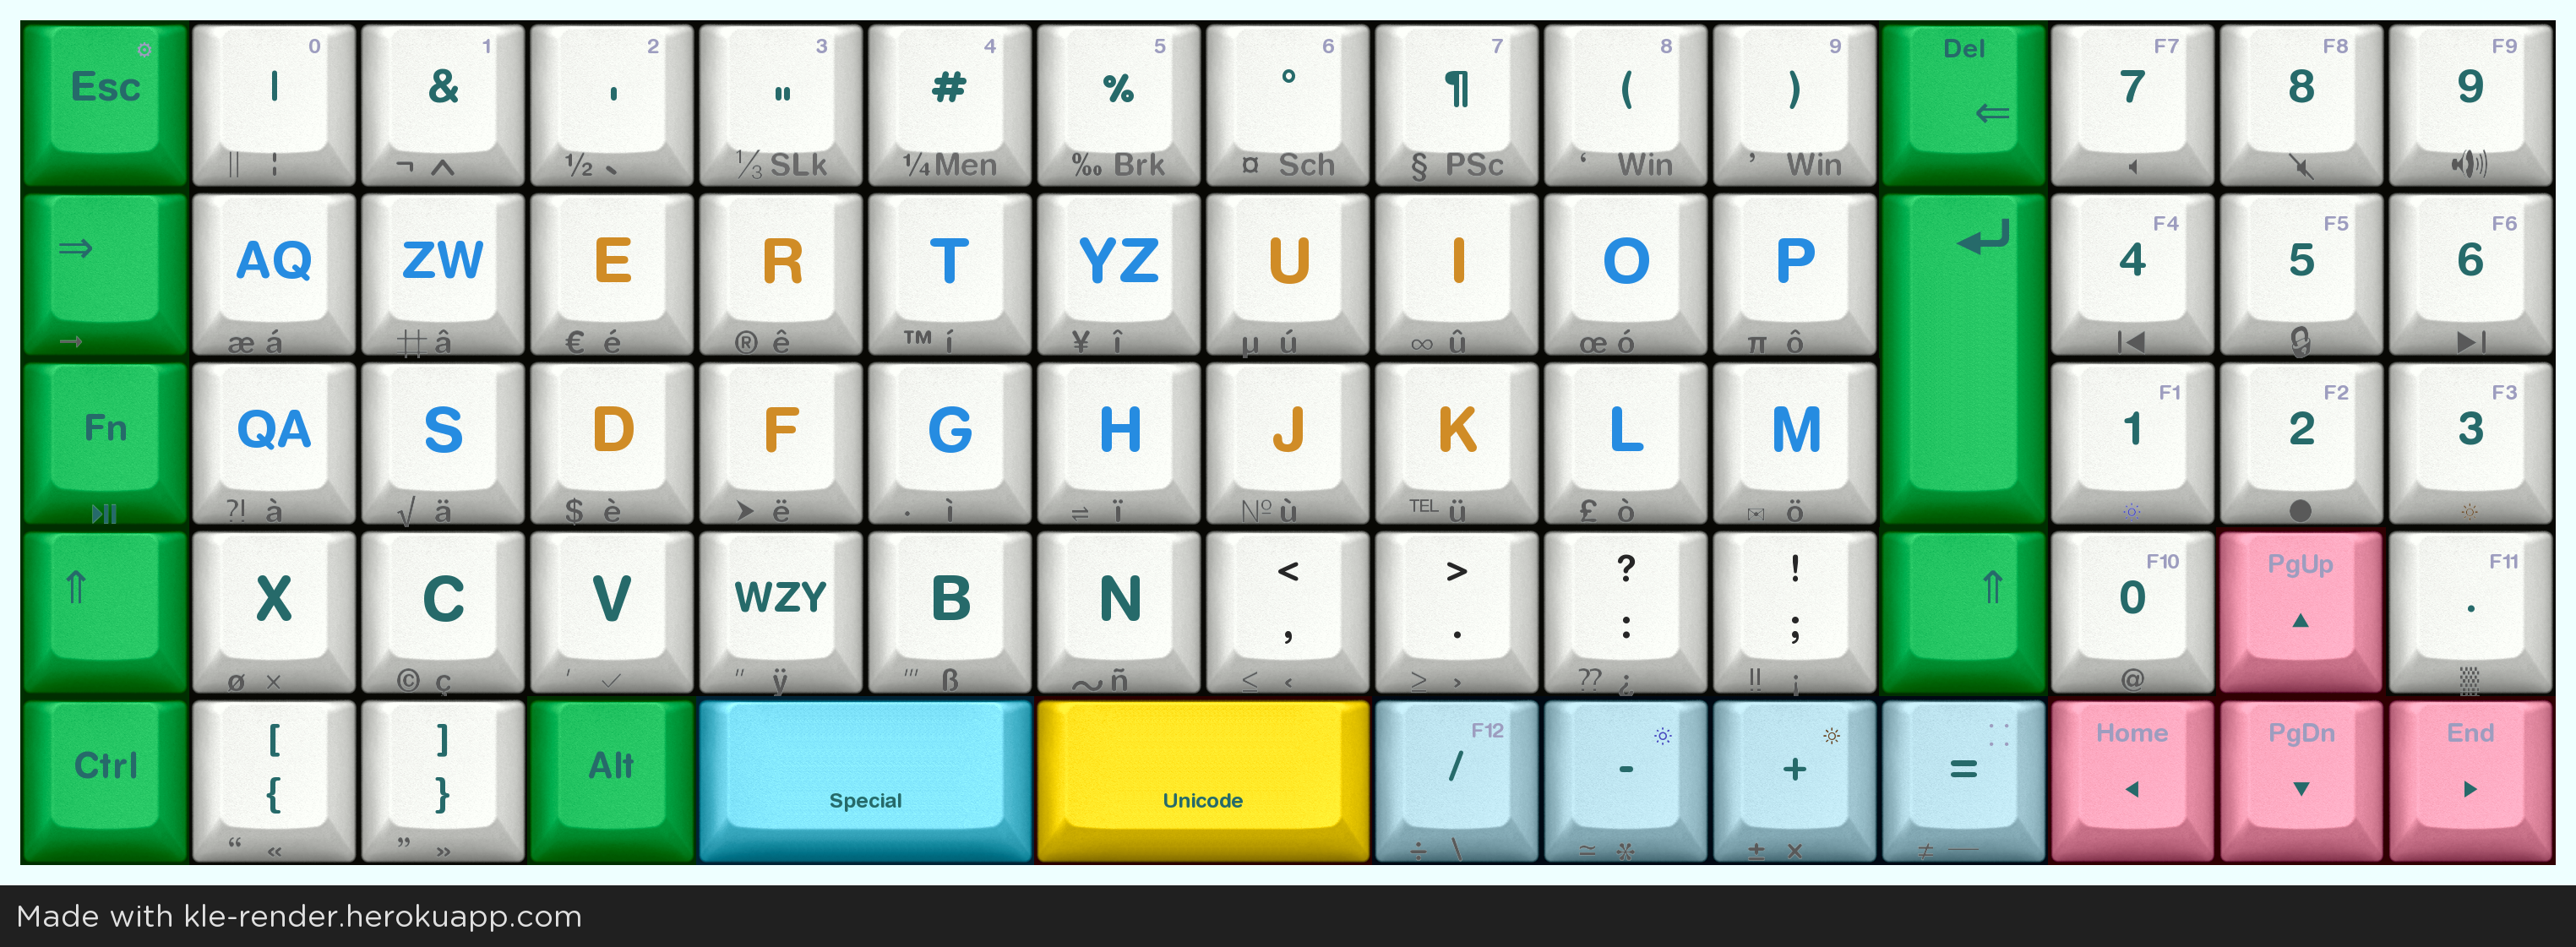 Esc ⚙
0 | ‖ ¦
1 & ¬ ^
2 ' ½ `
3 " ⅓ SLk
4 # ¼ Men
5 % ‰ Brk
6 ° ¤ Sch
7 ¶ § PSc
8 ( ‘ Win
9 ) ’ Win
Del ⇐
F7 7
F8 8
F9 9
⇒ →
AQ æ á
ZW â
E € é
R ® ê
T ™ í
YZ ¥ î
U µ ú
I ∞ û
O œ ó
P π ô
F4 4
F5 5
F6 6
Fn
QA ?! à
S √ ä
D $ è
F ➤ ë
G · ì
H ⇌ ï
J № ù
K TEL ü
L £ ò
M ✉ ö
F1 1
F2 2 ●
F3 3
⇑
X ø ×
C © ç
V ′ ✓
WZY ″ ÿ
B ‴ ß
N ñ
< , ≤ ‹
> . ≥ ›
? : ⁇ ¿
! ; ‼ ¡
⇑
F10 0 @
PgUp ▲
F11 . ▒
Ctrl
[ { “ «
] } ” »
Alt
Special
Unicode
F12 / ÷ \
- ≃ *
+ ± ×
= ≠ —
Home ◀
PgDn ▼
End ▶
Made with kle-render.herokuapp.com